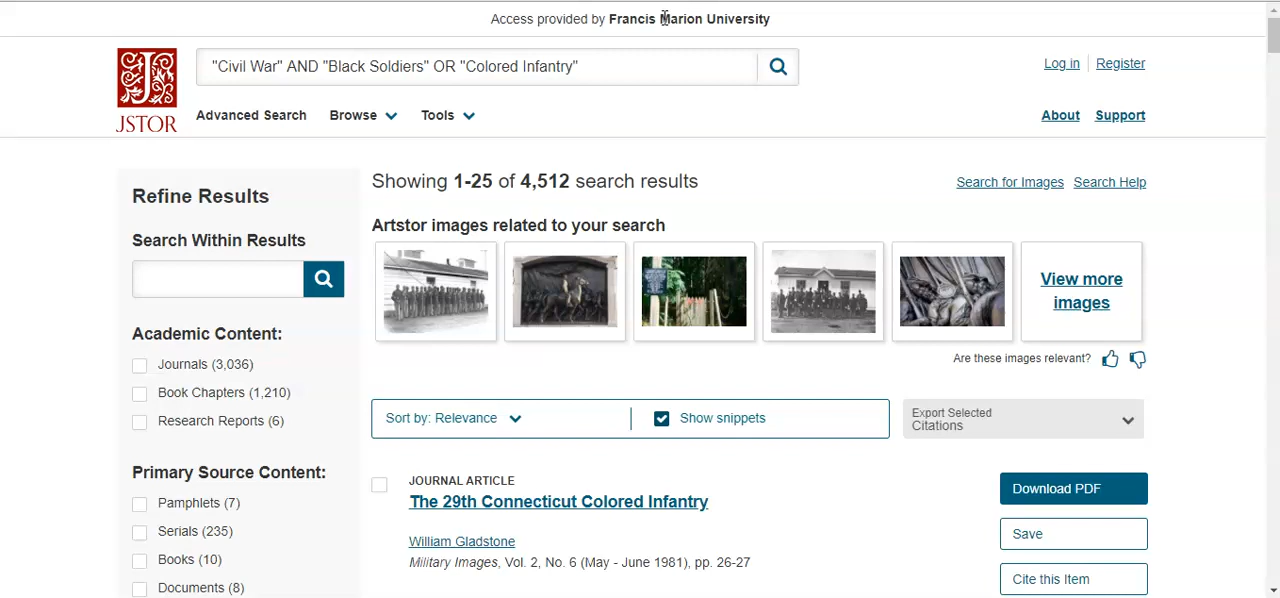 Access provided by Francis Marion University
JSTOR
"Civil War" AND "Black Soldiers" OR "Colored Infantry"
Log in
Register
Advanced Search
Browse
Tools
About
Support
Refine Results
Search Within Results
Academic Content:
Journals (3,036)
Book Chapters (1,210)
Research Reports (6)
Primary Source Content:
Pamphlets (7)
Serials (235)
Books (10)
Documents (8)
Showing 1-25 of 4,512 search results
Search for Images
Search Help
Artstor images related to your search
View more
images
Are these images relevant?
Sort by: Relevance
Show snippets
Export Selected
Citations
JOURNAL ARTICLE
The 29th Connecticut Colored Infantry
William Gladstone
Military Images, Vol. 2, No. 6 (May - June 1981), pp. 26-27
Download PDF
Save
Cite this Item